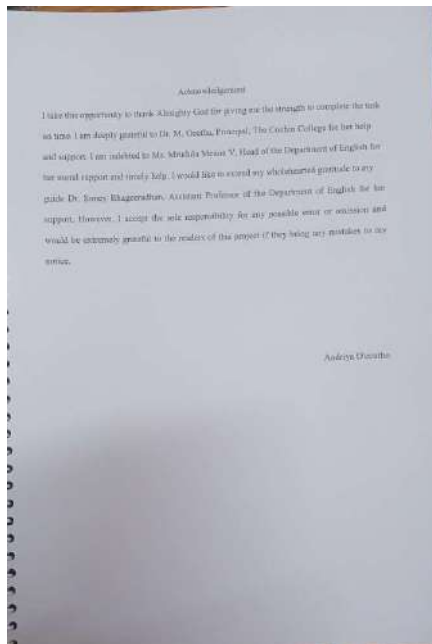 Acknowledgement
I take this opportunity to thank Almighty God for giving me the strength to complete the task
on time. I am deeply grateful to Dr. M. Geetha, Principal, The Cochin College for her help
and support. I am indebted to Ms. Mridula Menon V, Head of the Department of English for
her moral support and timely help. I would like to extend my wholehearted gratitude to my
guide Dr. Bhageerathan, Assistant Professor of the Department of English for her
support. However, I accept the sole responsibility for any possible error or omission and
would be extremely grateful to the readers of this project if they bring any mistakes to my
notice.
Andriya